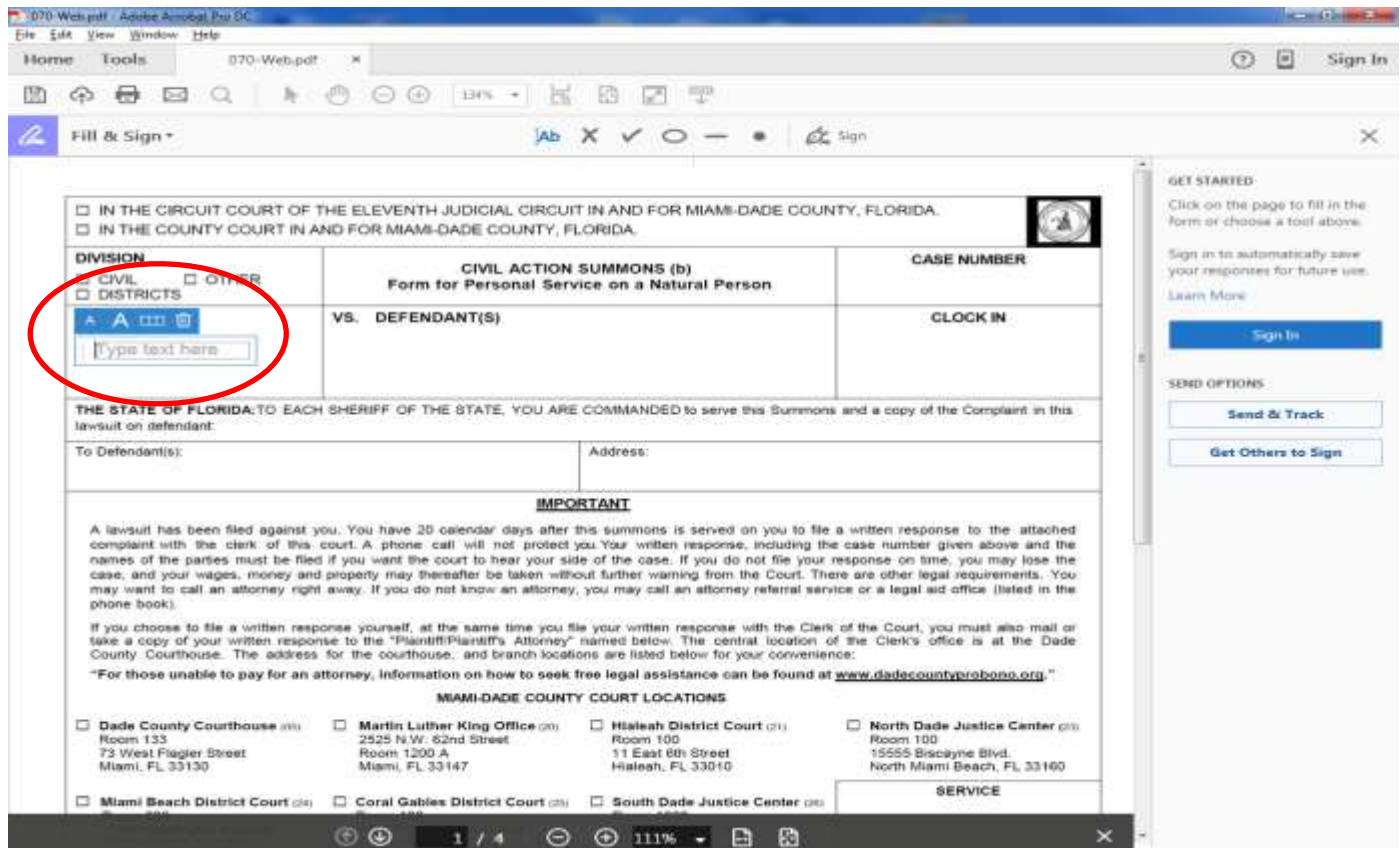 070-Web.pdf - Adobe Acrobat Pro DC
File Edit View Window Help
Home Tools 070-Web.pdf × Sign In
134%
Fill & Sign
Ab Sign
☐ IN THE CIRCUIT COURT OF THE ELEVENTH JUDICIAL CIRCUIT IN AND FOR MIAMI-DADE COUNTY, FLORIDA.
☐ IN THE COUNTY COURT IN AND FOR MIAMI-DADE COUNTY, FLORIDA.
DIVISION
☐ CIVIL ☐ OTHER
☐ DISTRICTS
CIVIL ACTION SUMMONS (b)
Form for Personal Service on a Natural Person
CASE NUMBER
A A
Type text here
VS. DEFENDANT(S)
CLOCK IN
THE STATE OF FLORIDA:TO EACH SHERIFF OF THE STATE, YOU ARE COMMANDED to serve this Summons and a copy of the Complaint in this
lawsuit on defendant:
To Defendant(s):
Address:
IMPORTANT
A lawsuit has been filed against you. You have 20 calendar days after this summons is served on you to file a written response to the attached
complaint with the clerk of this court. A phone call will not protect you.Your written response, including the case number given above and the
names of the parties must be filed if you want the court to hear your side of the case. If you do not file your response on time, you may lose the
case, and your wages, money and property may thereafter be taken without further warning from the Court. There are other legal requirements. You
may want to call an attorney right away. If you do not know an attorney, you may call an attorney referral service or a legal aid office (listed in the
phone book).
If you choose to file a written response yourself, at the same time you file your written response with the Clerk of the Court, you must also mail or
take a copy of your written response to the "Plaintiff/Plaintiff's Attorney" named below. The central location of the Clerk's office is at the Dade
County Courthouse. The address for the courthouse, and branch locations are listed below for your convenience:
"For those unable to pay for an attorney, information on how to seek free legal assistance can be found at www.dadecountyprobono.org."
MIAMI-DADE COUNTY COURT LOCATIONS
☐ Dade County Courthouse (05)
Room 133
73 West Flagler Street
Miami, FL 33130
☐ Martin Luther King Office (20)
2525 N.W. 62nd Street
Room 1200 A
Miami, FL 33147
☐ Hialeah District Court (21)
Room 100
11 East 6th Street
Hialeah, FL 33010
☐ North Dade Justice Center (23)
Room 100
15555 Biscayne Blvd.
North Miami Beach, FL 33160
☐ Miami Beach District Court (24)
☐ Coral Gables District Court (25)
☐ South Dade Justice Center (26)
SERVICE
1 / 4 111%
GET STARTED
Click on the page to fill in the
form or choose a tool above.
Sign in to automatically save
your responses for future use.
Learn More
Sign In
SEND OPTIONS
Send & Track
Get Others to Sign